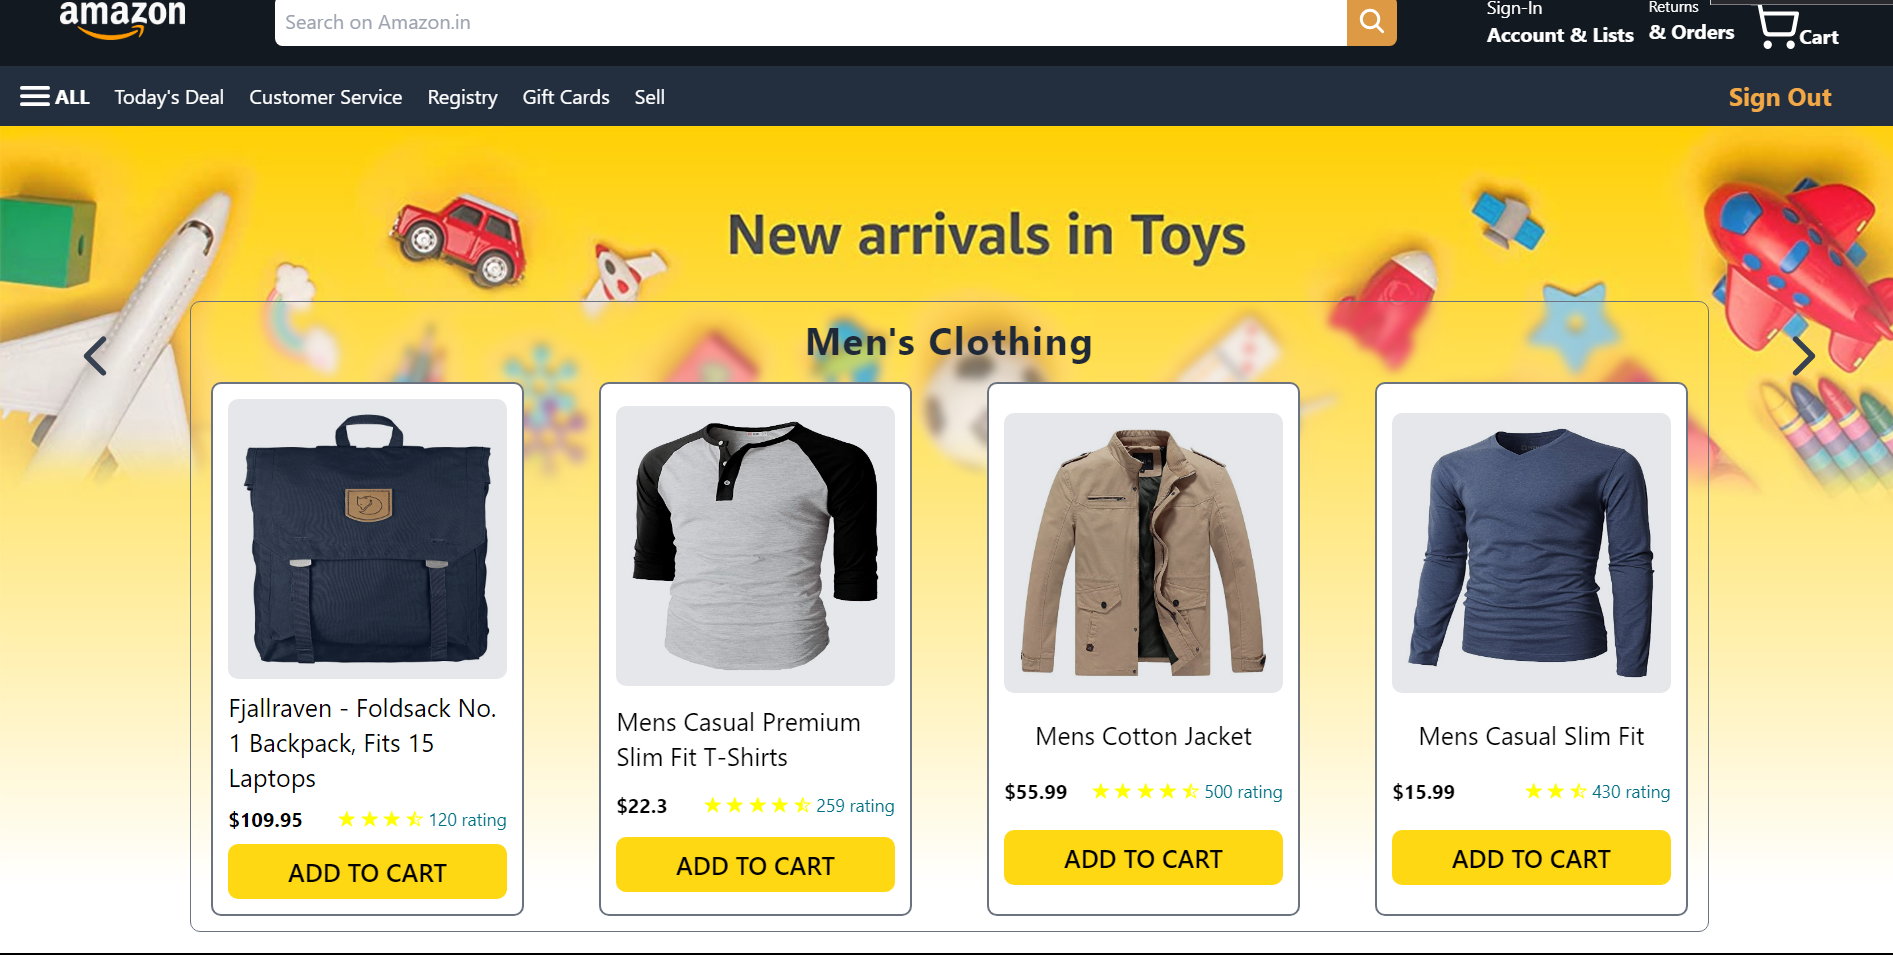 amazon
Search on Amazon.in
Sign-In
Account & Lists
Returns
& Orders
Cart
ALL
Today's Deal
Customer Service
Registry
Gift Cards
Sell
Sign Out
New arrivals in Toys
Men's Clothing
Fjallraven - Foldsack No.
1 Backpack, Fits 15
Laptops
$109.95
120 rating
ADD TO CART
Mens Casual Premium
Slim Fit T-Shirts
$22.3
259 rating
ADD TO CART
Mens Cotton Jacket
$55.99
500 rating
ADD TO CART
Mens Casual Slim Fit
$15.99
430 rating
ADD TO CART